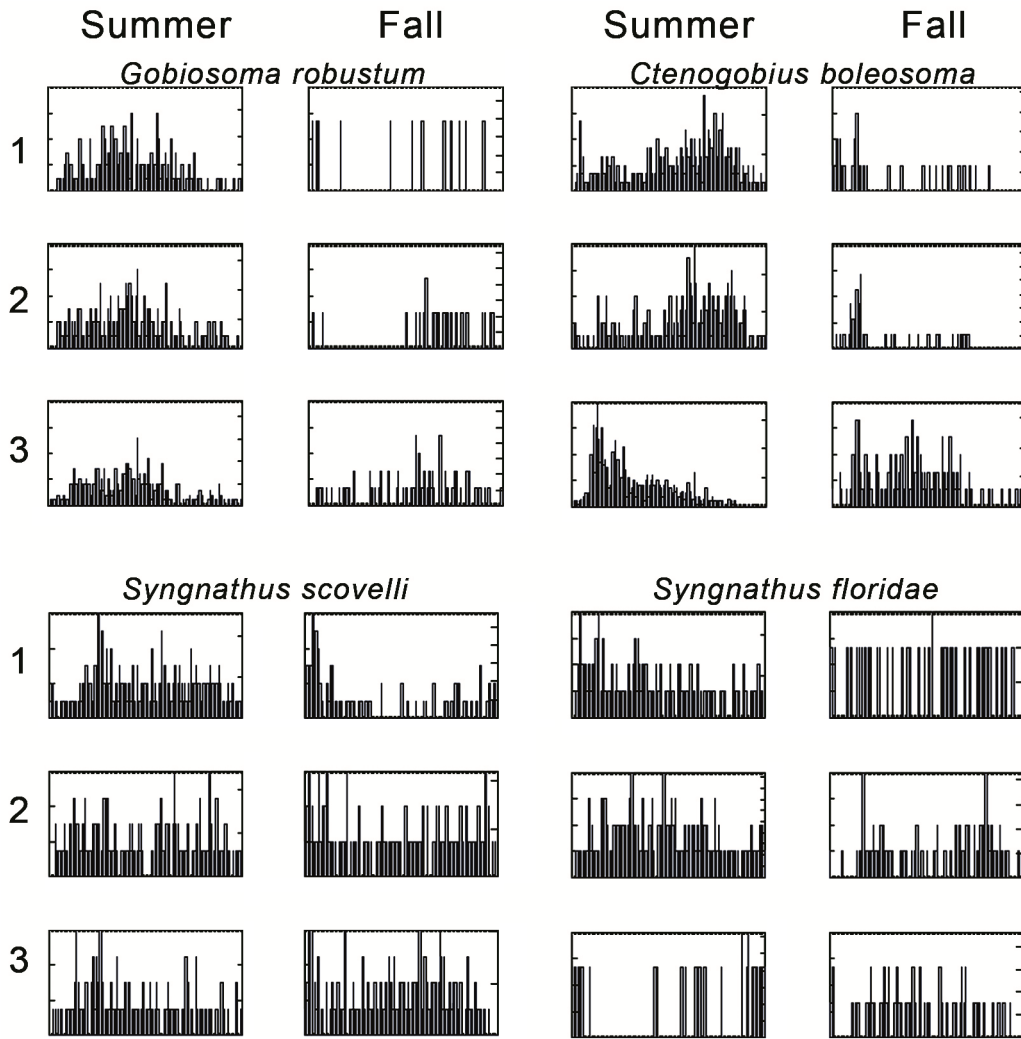 Summer Fall Summer Fall
Gobiosoma robustum Ctenogobius boleosoma
1
2
3
Syngnathus scovelli Syngnathus floridae
1
2
3